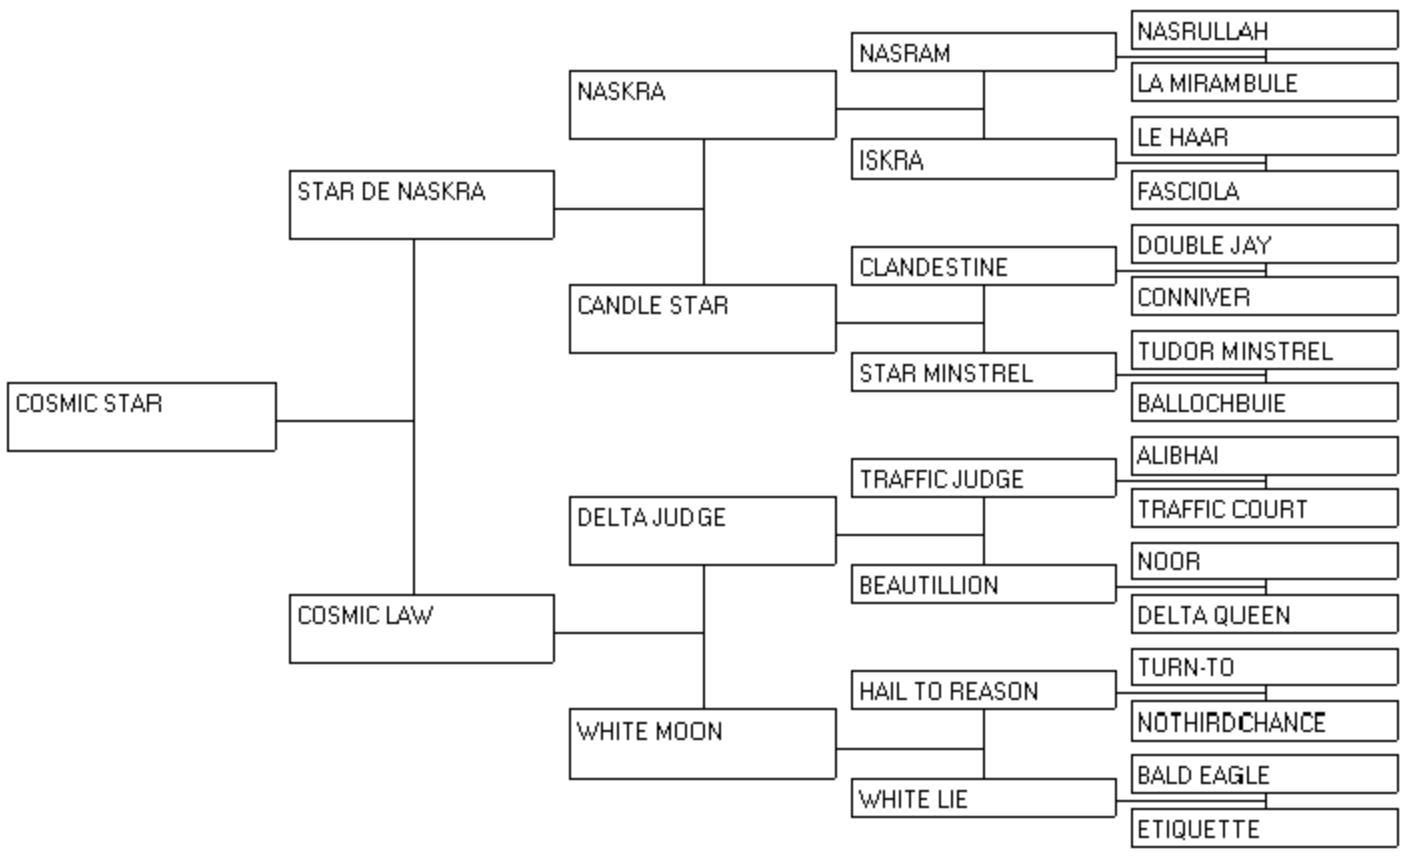 NASRULLAH
NASRAM
LA MIRAMBULE
NASKRA
LE HAAR
ISKRA
FASCIOLA
STAR DE NASKRA
DOUBLE JAY
CLANDESTINE
CONNIVER
CANDLE STAR
TUDOR MINSTREL
STAR MINSTREL
BALLOCHBUIE
COSMIC STAR
ALIBHAI
TRAFFIC JUDGE
TRAFFIC COURT
DELTA JUDGE
NOOR
BEAUTILLION
DELTA QUEEN
COSMIC LAW
TURN-TO
HAIL TO REASON
NOTHIRDCHANCE
WHITE MOON
BALD EAGLE
WHITE LIE
ETIQUETTE